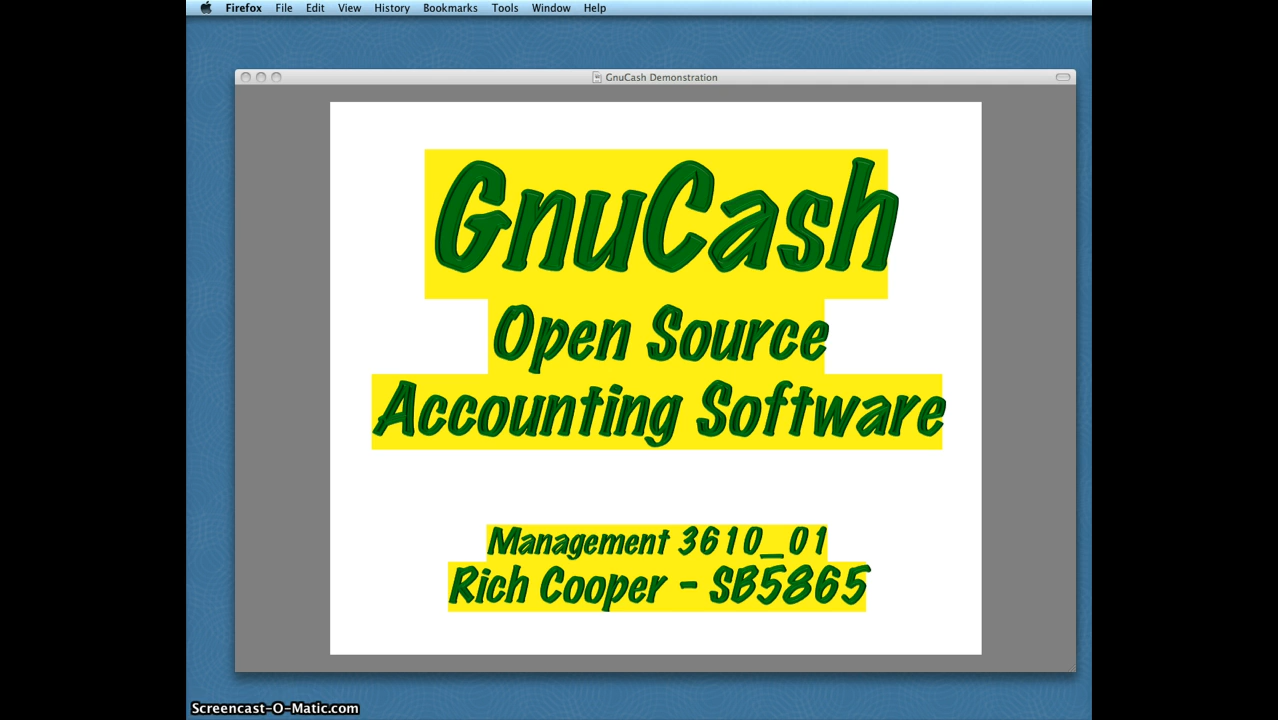 Firefox File Edit View History Bookmarks Tools Window Help
GnuCash Demonstration
GnuCash
Open Source
Accounting Software
Management 3610_01
Rich Cooper - SB5865
Screencast-O-Matic.com